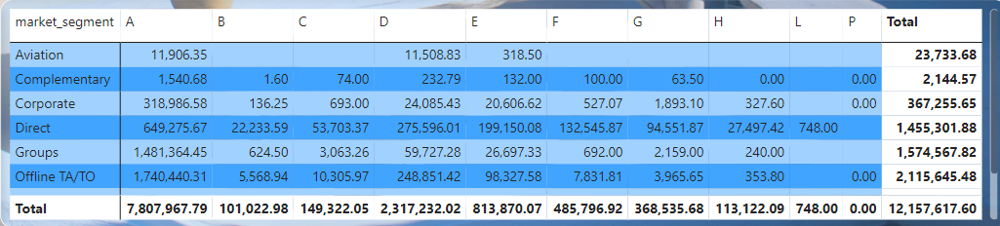 market_segment A B C D E F G H L P Total
Aviation 11,906.35 11,508.83 318.50 23,733.68
Complementary 1,540.68 1.60 74.00 232.79 132.00 100.00 63.50 0.00 0.00 2,144.57
Corporate 318,986.58 136.25 693.00 24,085.43 20,606.62 527.07 1,893.10 327.60 0.00 367,255.65
Direct 649,275.67 22,233.59 53,703.37 275,596.01 199,150.08 132,545.87 94,551.87 27,497.42 748.00 1,455,301.88
Groups 1,481,364.45 624.50 3,063.26 59,727.28 26,697.33 692.00 2,159.00 240.00 1,574,567.82
Offline TA/TO 1,740,440.31 5,568.94 10,305.97 248,851.42 98,327.58 7,831.81 3,965.65 353.80 0.00 2,115,645.48
Total 7,807,967.79 101,022.98 149,322.05 2,317,232.02 813,870.07 485,796.92 368,535.68 113,122.09 748.00 0.00 12,157,617.60